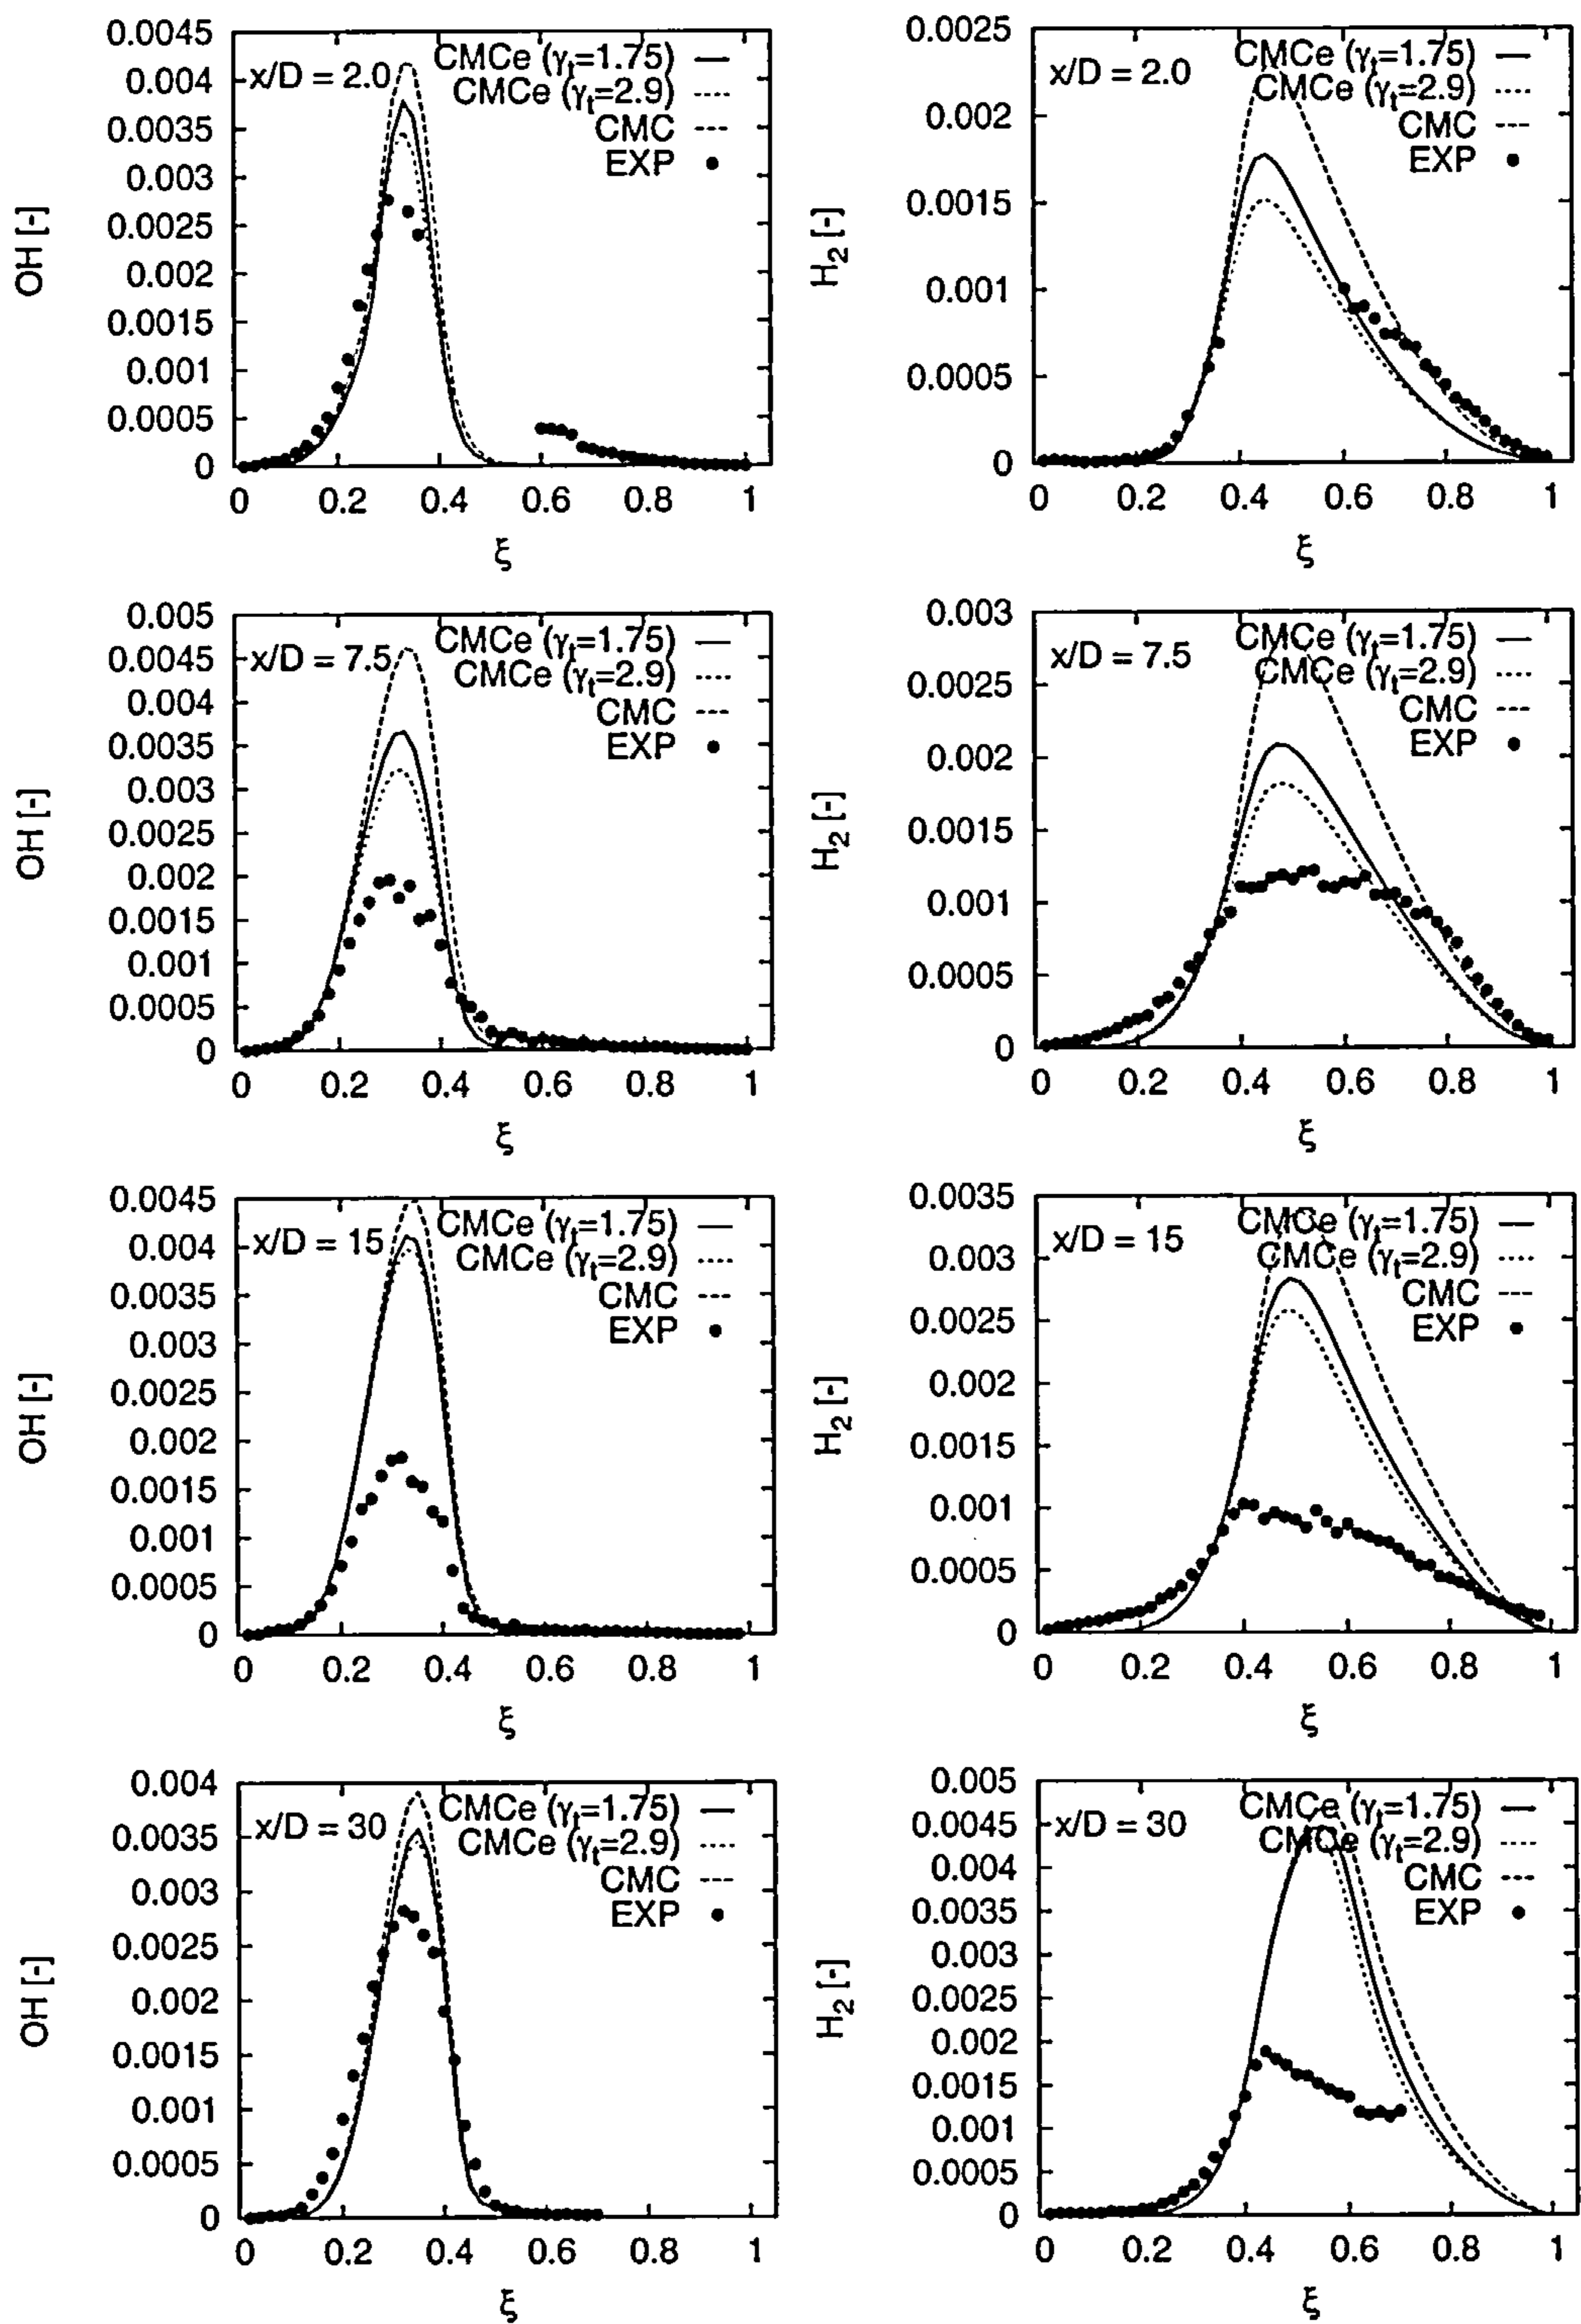 0.0045
0.004
0.0035
0.003
0.0025
0.002
0.0015
0.001
0.0005
0
OH [-]
x/D = 2.0
CMCe (γt=1.75)
CMCe (γt=2.9)
CMC
EXP
0 0.2 0.4 0.6 0.8 1
ξ
0.0025
0.002
0.0015
0.001
0.0005
0
H2 [-]
x/D = 2.0
CMCe (γt=1.75)
CMCe (γt=2.9)
CMC
EXP
0 0.2 0.4 0.6 0.8 1
ξ
0.005
0.0045
0.004
0.0035
0.003
0.0025
0.002
0.0015
0.001
0.0005
0
OH [-]
x/D = 7.5
CMCe (γt=1.75)
CMCe (γt=2.9)
CMC
EXP
0 0.2 0.4 0.6 0.8 1
ξ
0.003
0.0025
0.002
0.0015
0.001
0.0005
0
H2 [-]
x/D = 7.5
CMCe (γt=1.75)
CMCe (γt=2.9)
CMC
EXP
0 0.2 0.4 0.6 0.8 1
ξ
0.0045
0.004
0.0035
0.003
0.0025
0.002
0.0015
0.001
0.0005
0
OH [-]
x/D = 15
CMCe (γt=1.75)
CMCe (γt=2.9)
CMC
EXP
0 0.2 0.4 0.6 0.8 1
ξ
0.0035
0.003
0.0025
0.002
0.0015
0.001
0.0005
0
H2 [-]
x/D = 15
CMCe (γt=1.75)
CMCe (γt=2.9)
CMC
EXP
0 0.2 0.4 0.6 0.8 1
ξ
0.004
0.0035
0.003
0.0025
0.002
0.0015
0.001
0.0005
0
OH [-]
x/D = 30
CMCe (γt=1.75)
CMCe (γt=2.9)
CMC
EXP
0 0.2 0.4 0.6 0.8 1
ξ
0.005
0.0045
0.004
0.0035
0.003
0.0025
0.002
0.0015
0.001
0.0005
0
H2 [-]
x/D = 30
CMCe (γt=1.75)
CMCe (γt=2.9)
CMC
EXP
0 0.2 0.4 0.6 0.8 1
ξ